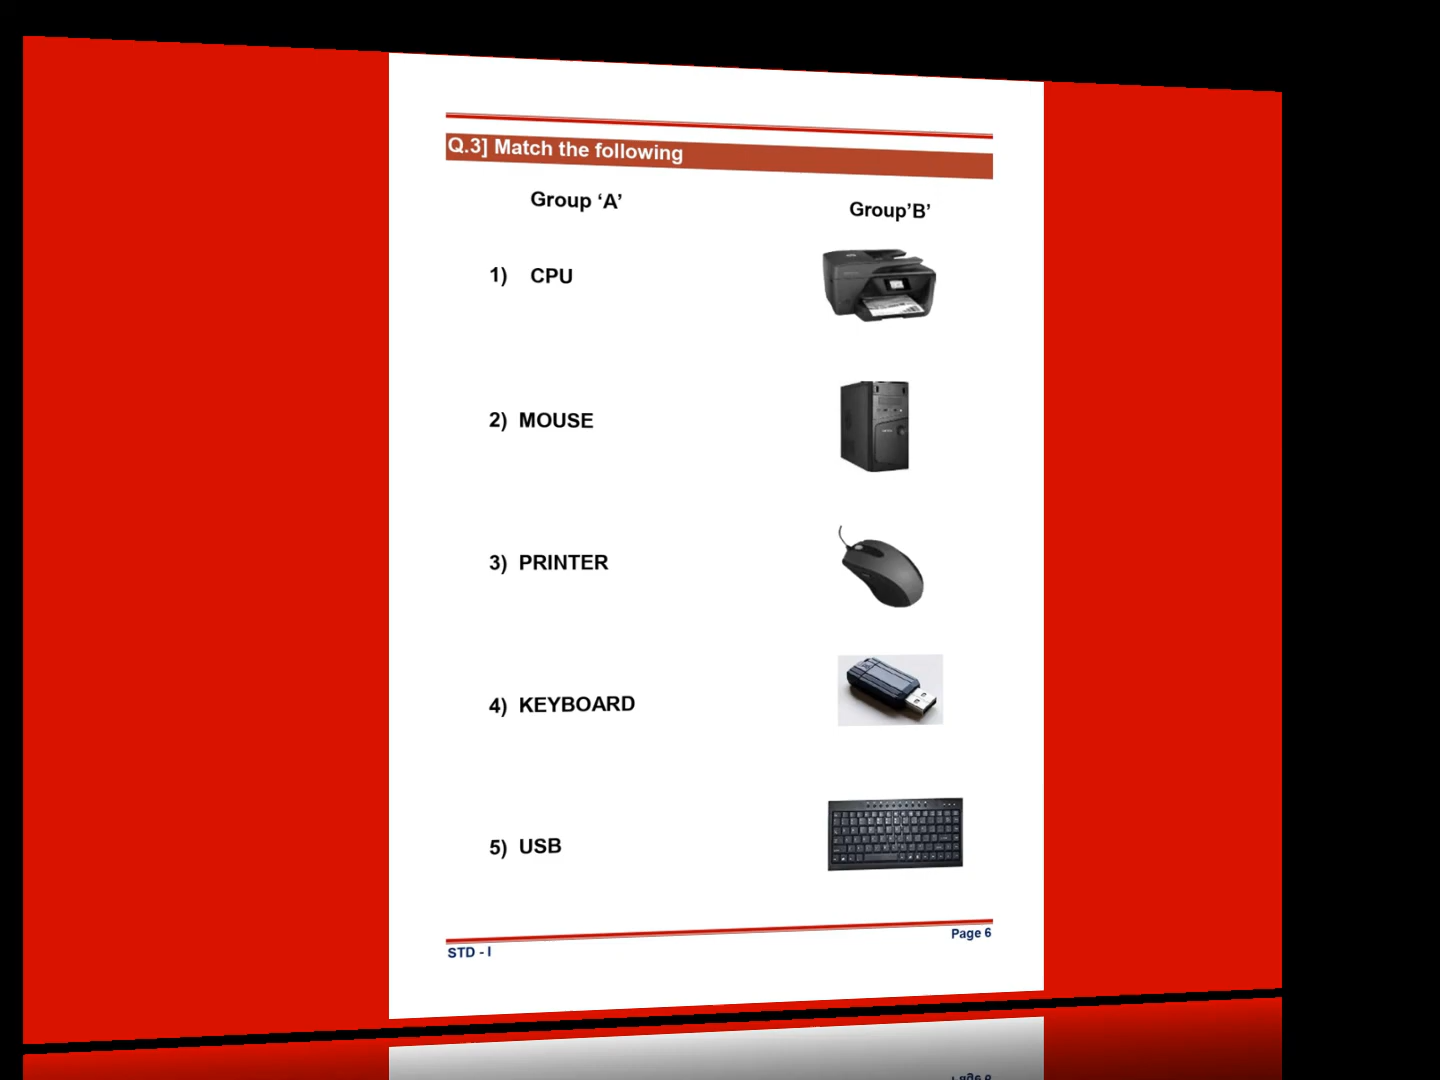 Q.3] Match the following
Group ‘A’
Group’B’
1) CPU
2) MOUSE
3) PRINTER
4) KEYBOARD
5) USB
STD - I
Page 6